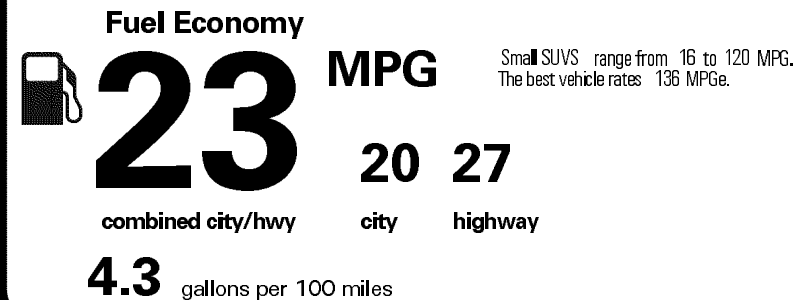 Fuel Economy
23 MPG
Small SUVS range from 16 to 120 MPG.
The best vehicle rates 136 MPGe.
20 27
combined city/hwy city highway
4.3 gallons per 100 miles